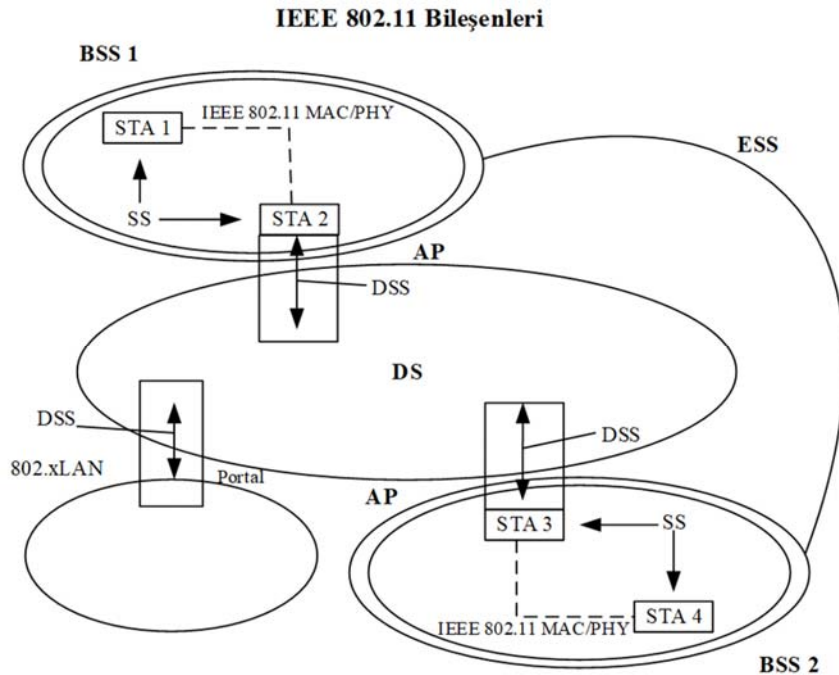 IEEE 802.11 Bileşenleri
BSS 1
IEEE 802.11 MAC/PHY
STA 1
ESS
SS
STA 2
AP
DSS
DS
DSS
DSS
802.xLAN
Portal
AP
STA 3
SS
IEEE 802.11 MAC/PHY
STA 4
BSS 2